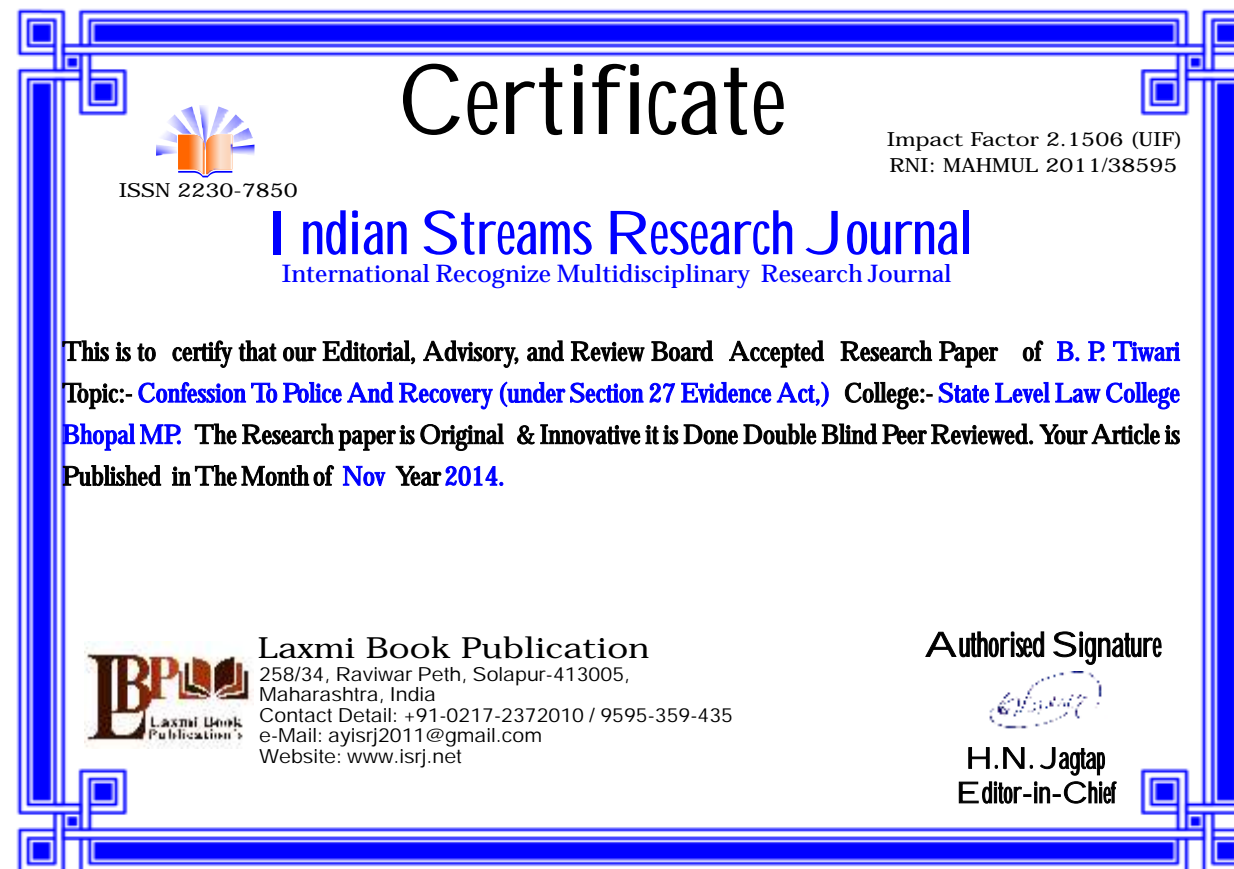 Certificate
Impact Factor 2.1506 (UIF)
RNI: MAHMUL 2011/38595
ISSN 2230-7850
Indian Streams Research Journal
International Recognize Multidisciplinary Research Journal
This is to certify that our Editorial, Advisory, and Review Board Accepted Research Paper of B. P. Tiwari
Topic:- Confession To Police And Recovery (under Section 27 Evidence Act,) College:- State Level Law College
Bhopal MP. The Research paper is Original & Innovative it is Done Double Blind Peer Reviewed. Your Article is
Published in The Month of Nov Year 2014.
LBP
Laxmi Book
Publication's
Laxmi Book Publication
258/34, Raviwar Peth, Solapur-413005,
Maharashtra, India
Contact Detail: +91-0217-2372010 / 9595-359-435
e-Mail: ayisrj2011@gmail.com
Website: www.isrj.net
Authorised Signature
H.N. Jagtap
Editor-in-Chief